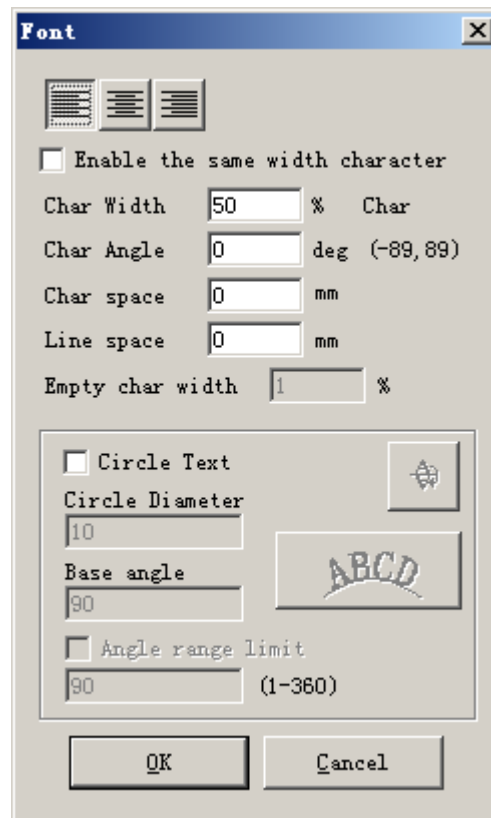 Font
Enable the same width character
Char Width 50 % Char
Char Angle 0 deg (-89,89)
Char space 0 mm
Line space 0 mm
Empty char width 1 %
Circle Text
Circle Diameter
10
ABCD
Base angle
90
Angle range limit
90 (1-360)
OK Cancel